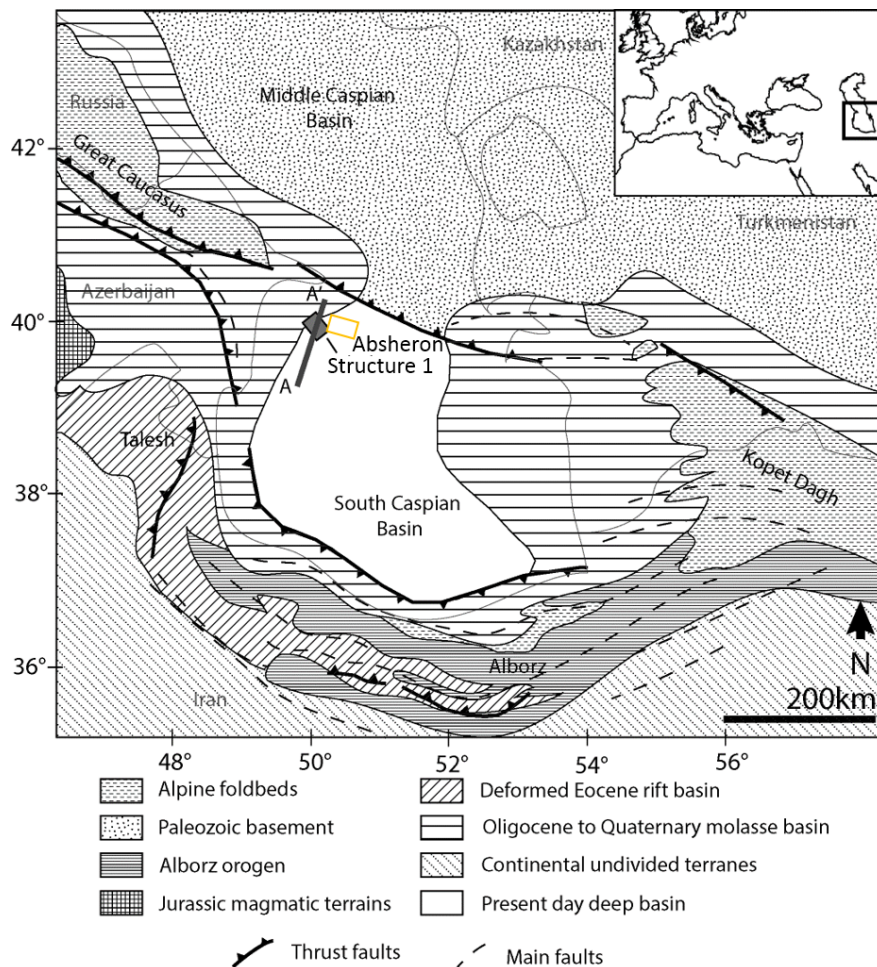 Kazakhstan
Middle Caspian
Basin
Russia
42°
Great Caucasus
Turkmenistan
Azerbaijan
A'
40°
Absheron
Structure 1
A
Talesh
Kopet Dagh
38°
South Caspian
Basin
Alborz
N
36°
Iran
200km
48°
50°
52°
54°
56°
Alpine foldbeds
Deformed Eocene rift basin
Paleozoic basement
Oligocene to Quaternary molasse basin
Alborz orogen
Continental undivided terranes
Jurassic magmatic terrains
Present day deep basin
Thrust faults
Main faults